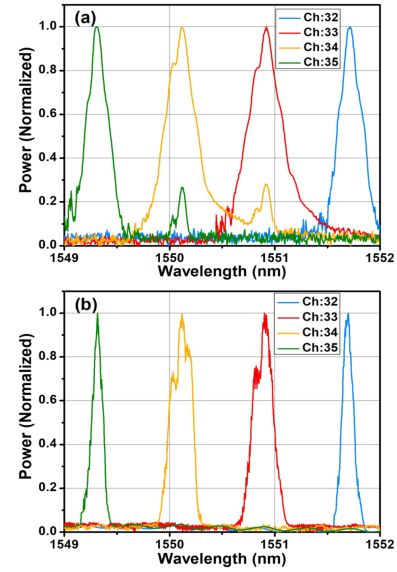 (a)
Ch:32
Ch:33
Ch:34
Ch:35
Power (Normalized)
1.0
0.8
0.6
0.4
0.2
0.0
1549 1550 1551 1552
Wavelength (nm)
(b)
Ch:32
Ch:33
Ch:34
Ch:35
Power (Normalized)
1.0
0.8
0.6
0.4
0.2
0.0
1549 1550 1551 1552
Wavelength (nm)